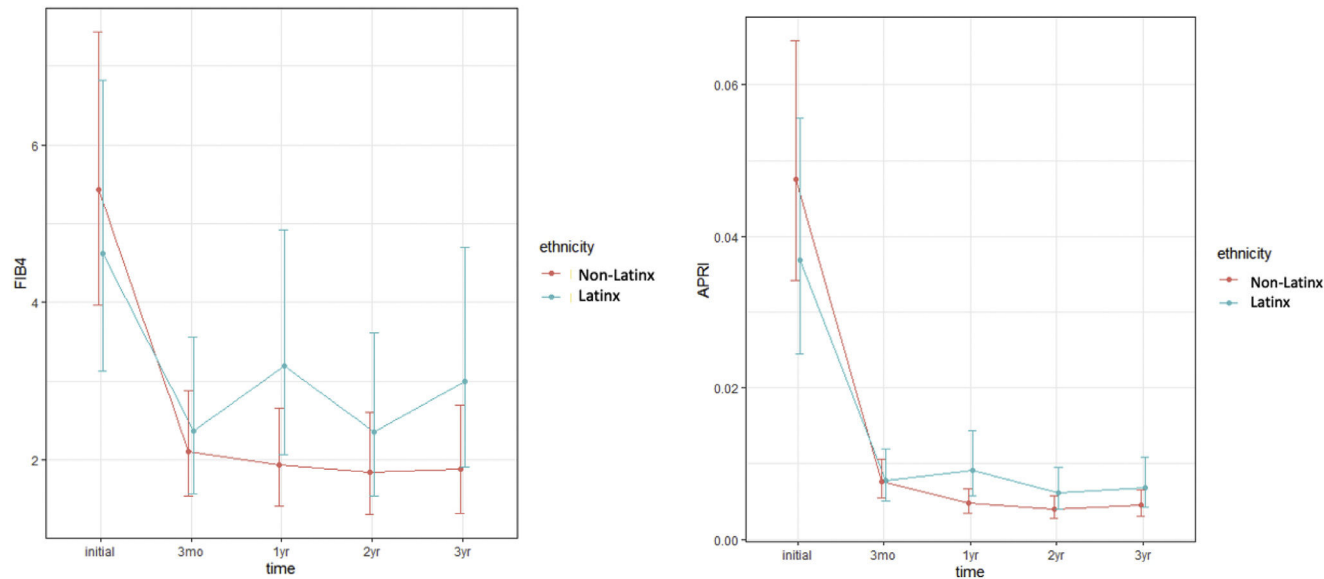 6
4
2
FIB4
initial 3mo 1yr 2yr 3yr
time
ethnicity
Non-Latinx
Latinx
0.06
0.04
0.02
0.00
APRI
initial 3mo 1yr 2yr 3yr
time
ethnicity
Non-Latinx
Latinx